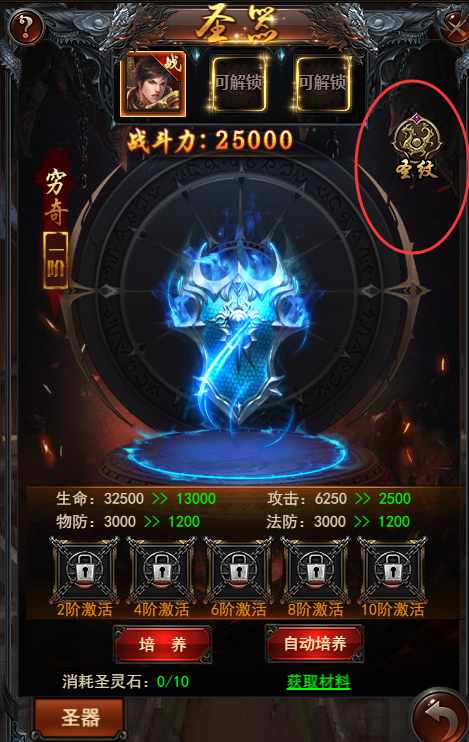 ?
圣器
战
可解锁
可解锁
战斗力:25000
圣纹
穷奇
一阶
生命: 32500 >> 13000
攻击: 6250 >> 2500
物防: 3000 >> 1200
法防: 3000 >> 1200
2阶激活
4阶激活
6阶激活
8阶激活
10阶激活
培 养
自动培养
消耗圣灵石: 0/10
获取材料
圣器